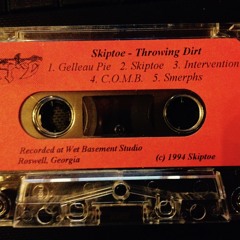 Skiptoe - Throwing Dirt
1. Gelleau Pie 2. Skiptoe 3. Intervention
4. C.O.M.B. 5. Smerphs
Recorded at Wet Basement Studio
Roswell, Georgia (c) 1994 Skiptoe